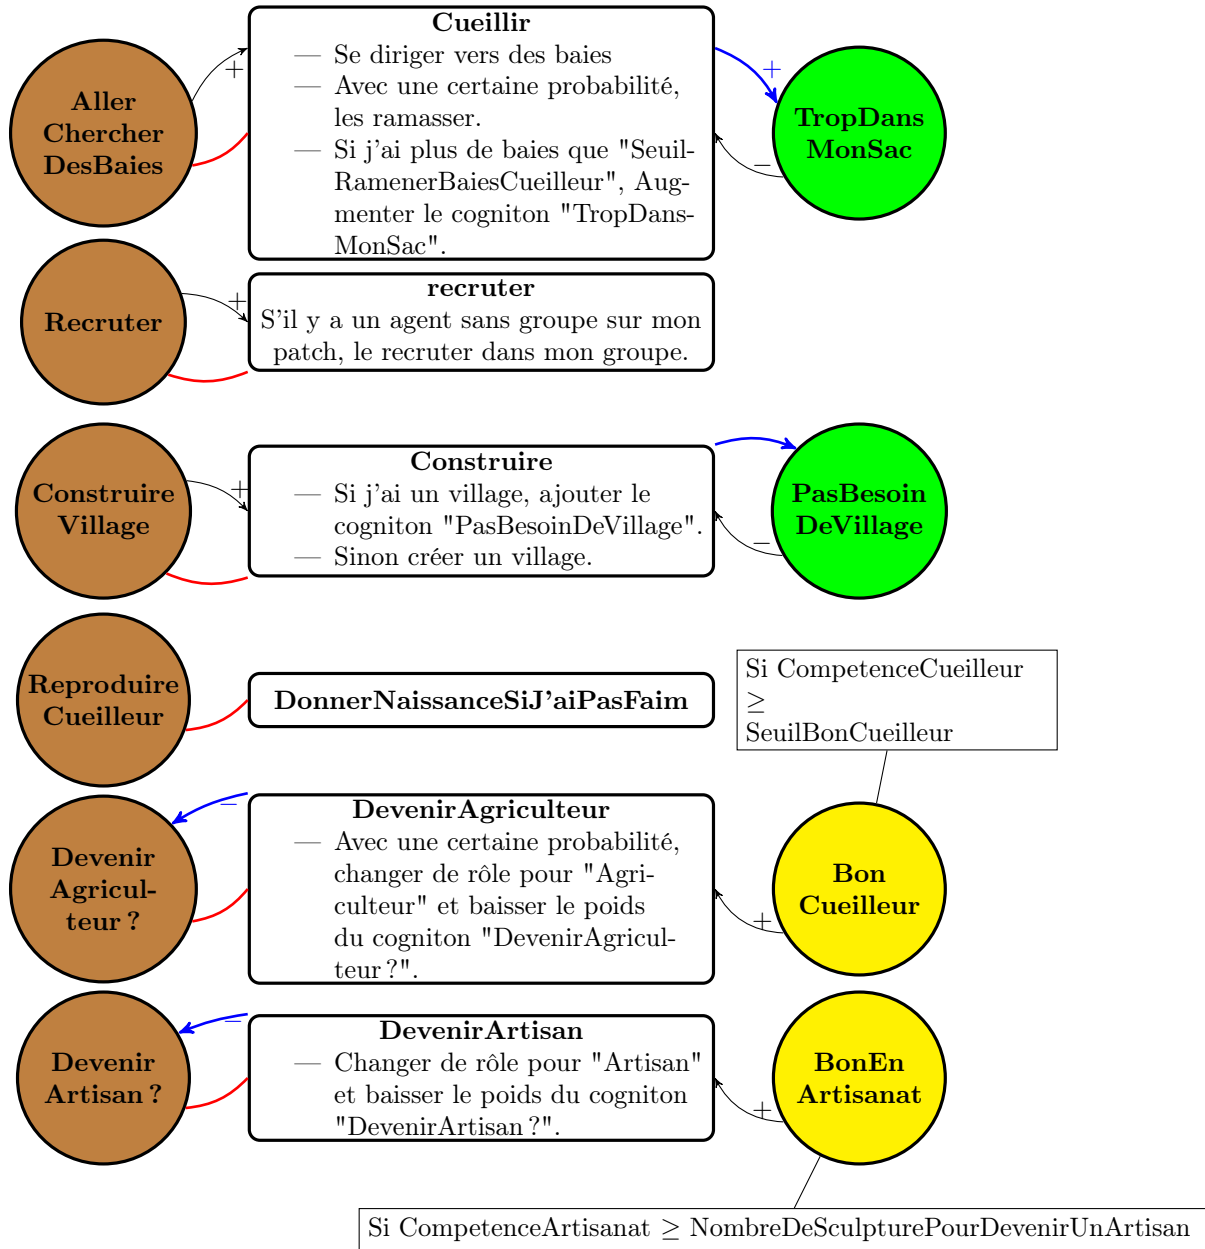 Aller
Chercher
DesBaies
+
Cueillir
— Se diriger vers des baies
— Avec une certaine probabilité,
les ramasser.
— Si j'ai plus de baies que "Seuil-
RamenerBaiesCueilleur", Aug-
menter le cogniton "TropDans-
MonSac".
+
−
TropDans
MonSac
Recruter
+
recruter
S'il y a un agent sans groupe sur mon
patch, le recruter dans mon groupe.
Construire
Village
+
Construire
— Si j'ai un village, ajouter le
cogniton "PasBesoinDeVillage".
— Sinon créer un village.
−
PasBesoin
DeVillage
Reproduire
Cueilleur
DonnerNaissanceSiJ'aiPasFaim
Si CompetenceCueilleur
≥
SeuilBonCueilleur
Devenir
Agricul-
teur ?
−
DevenirAgriculteur
— Avec une certaine probabilité,
changer de rôle pour "Agri-
culteur" et baisser le poids
du cogniton "DevenirAgricul-
teur ?".
+
Bon
Cueilleur
Devenir
Artisan ?
−
DevenirArtisan
— Changer de rôle pour "Artisan"
et baisser le poids du cogniton
"DevenirArtisan ?".
+
BonEn
Artisanat
Si CompetenceArtisanat ≥ NombreDeSculpturePourDevenirUnArtisan